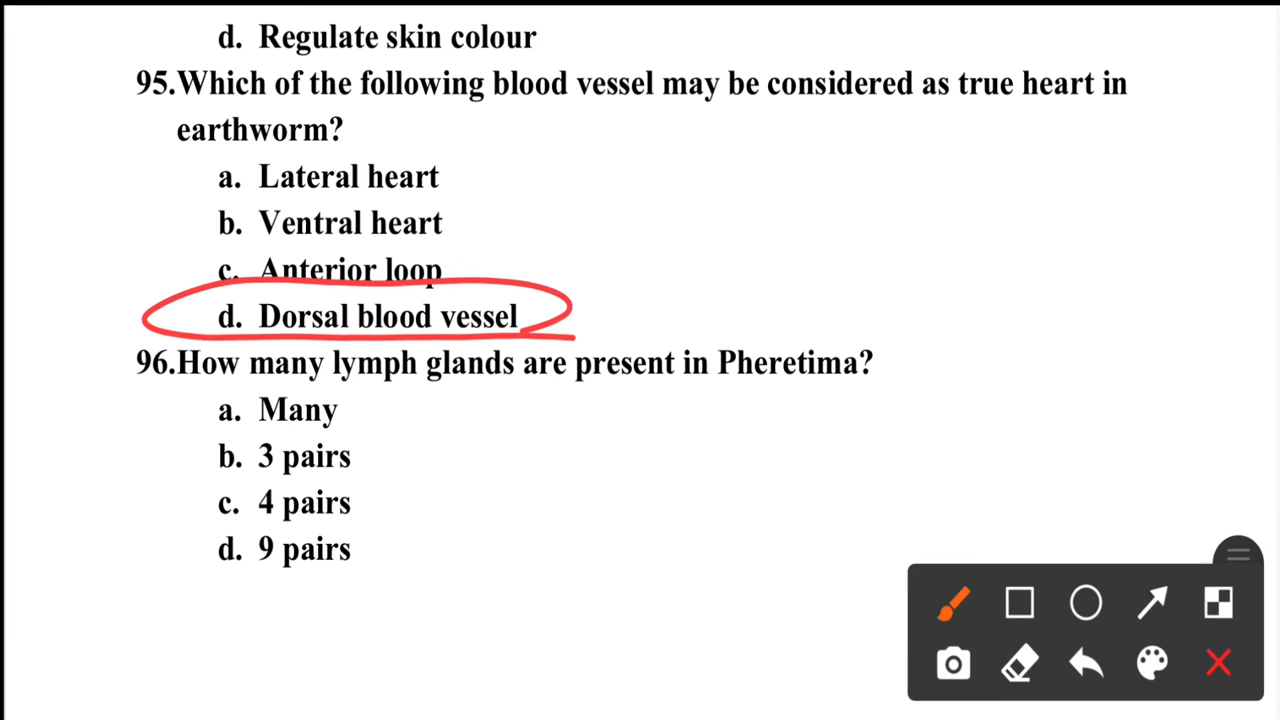 d. Regulate skin colour
95.Which of the following blood vessel may be considered as true heart in
earthworm?
a. Lateral heart
b. Ventral heart
c. Anterior loop
d. Dorsal blood vessel
96.How many lymph glands are present in Pheretima?
a. Many
b. 3 pairs
c. 4 pairs
d. 9 pairs